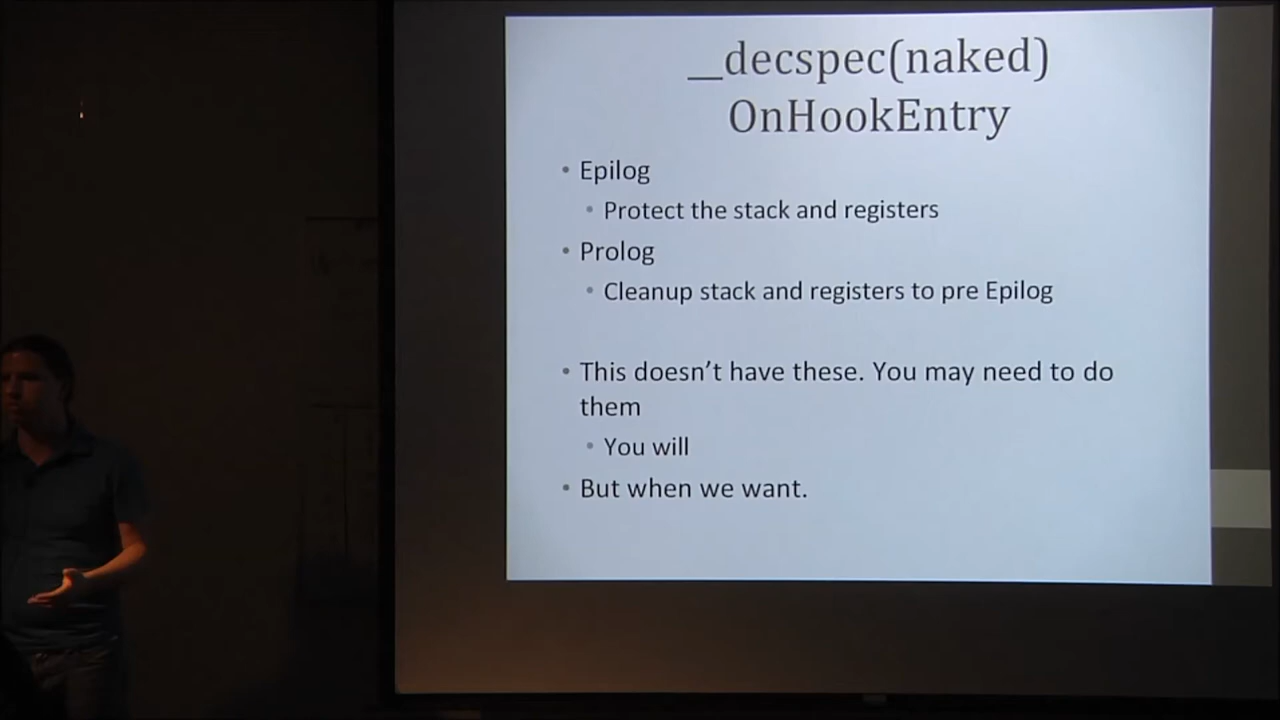 __decspec(naked)
OnHookEntry
• Epilog
• Protect the stack and registers
• Prolog
• Cleanup stack and registers to pre Epilog
• This doesn’t have these. You may need to do
them
• You will
• But when we want.